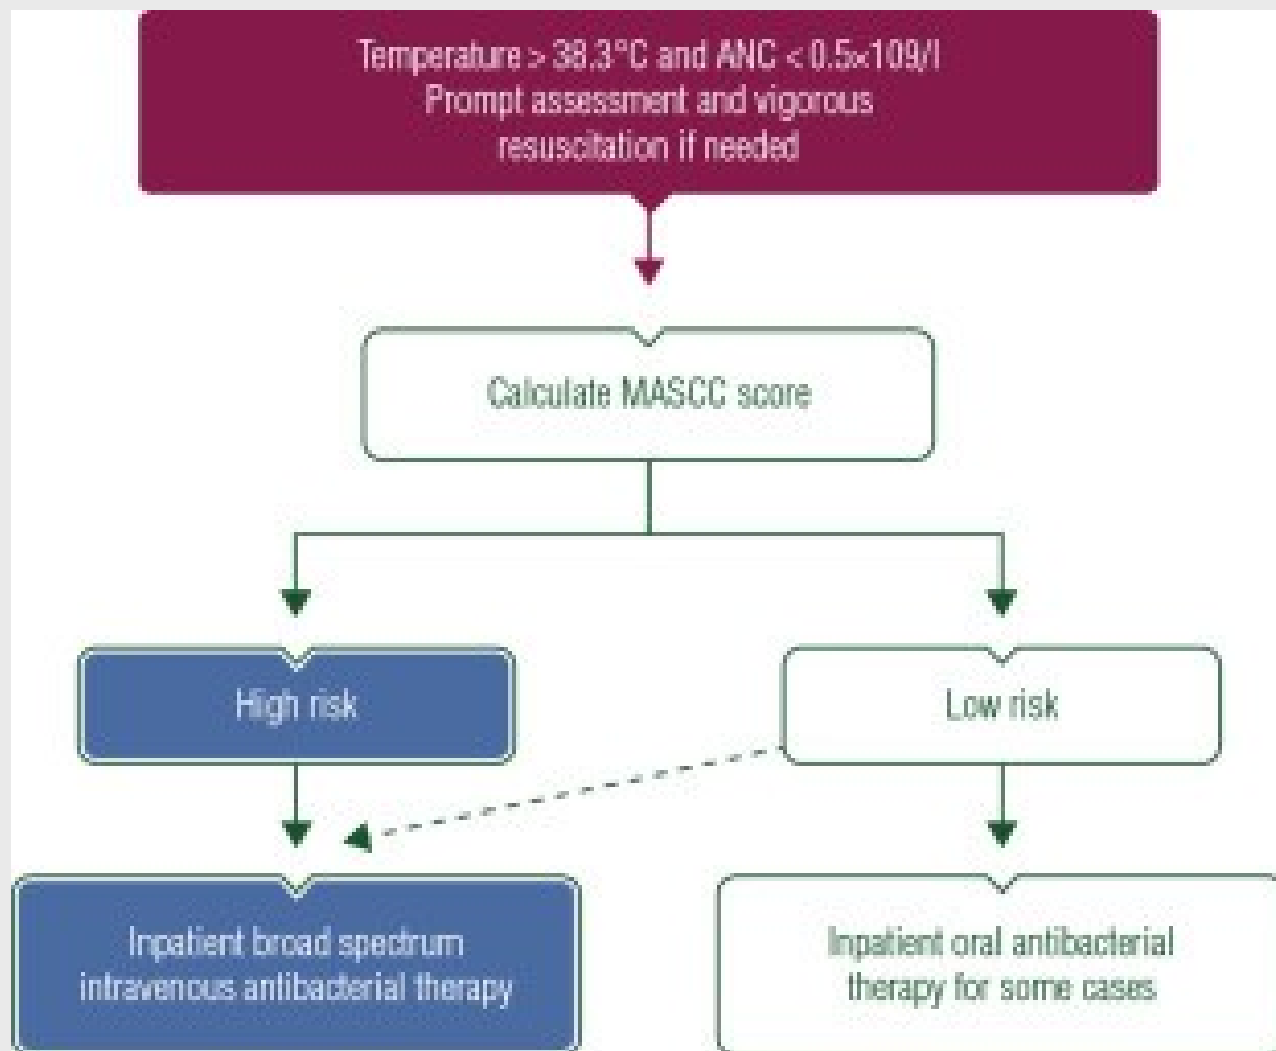 Temperature > 38.3°C and ANC < 0.5×109/l
Prompt assessment and vigorous
resuscitation if needed
Calculate MASCC score
High risk
Low risk
Inpatient broad spectrum
intravenous antibacterial therapy
Inpatient oral antibacterial
therapy for some cases